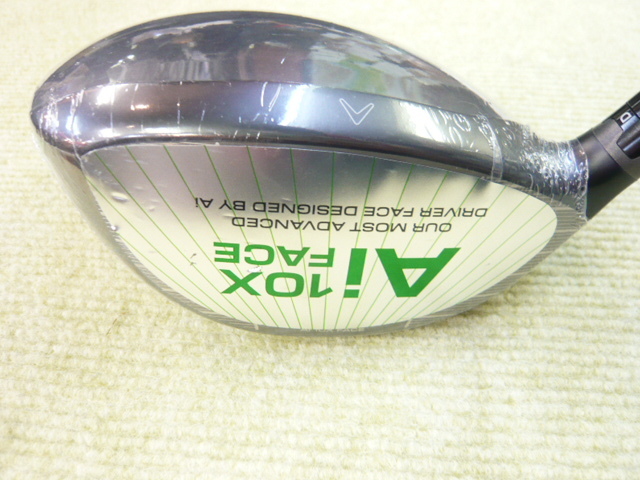 Ai 10X
FACE
OUR MOST ADVANCED
DRIVER FACE DESIGNED BY Ai
D